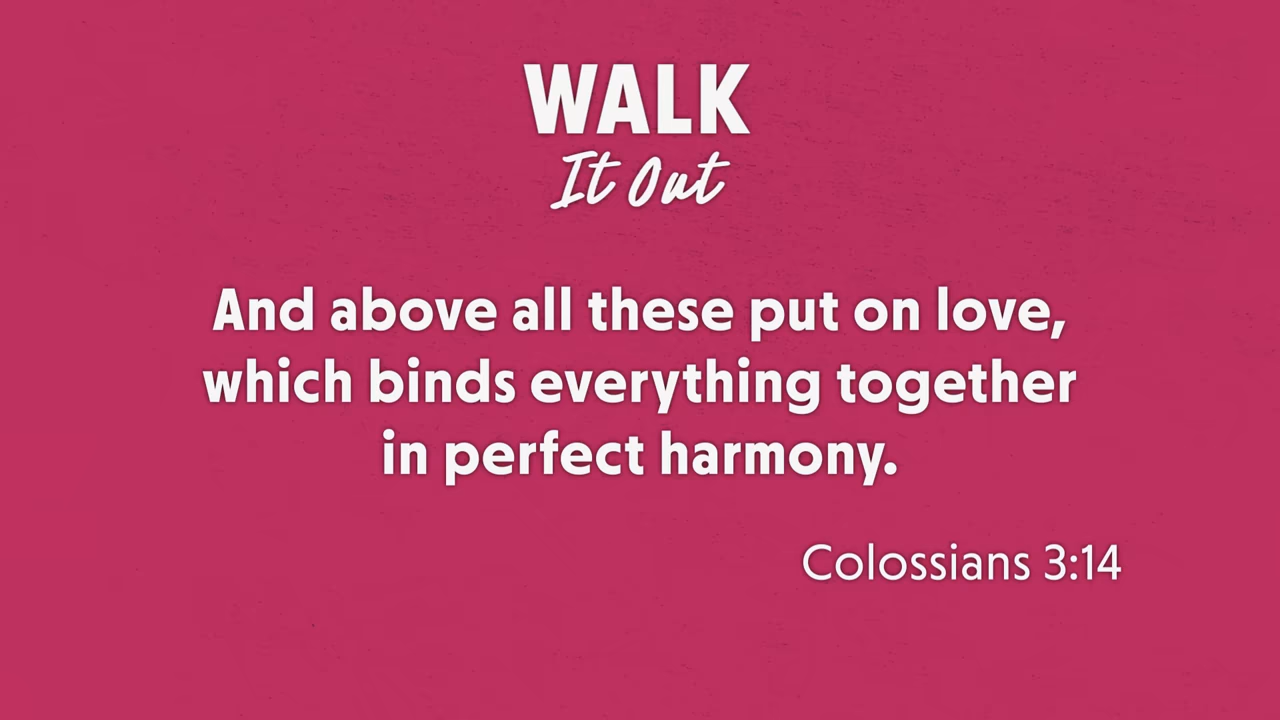 WALK
It Out
And above all these put on love,
which binds everything together
in perfect harmony.
Colossians 3:14